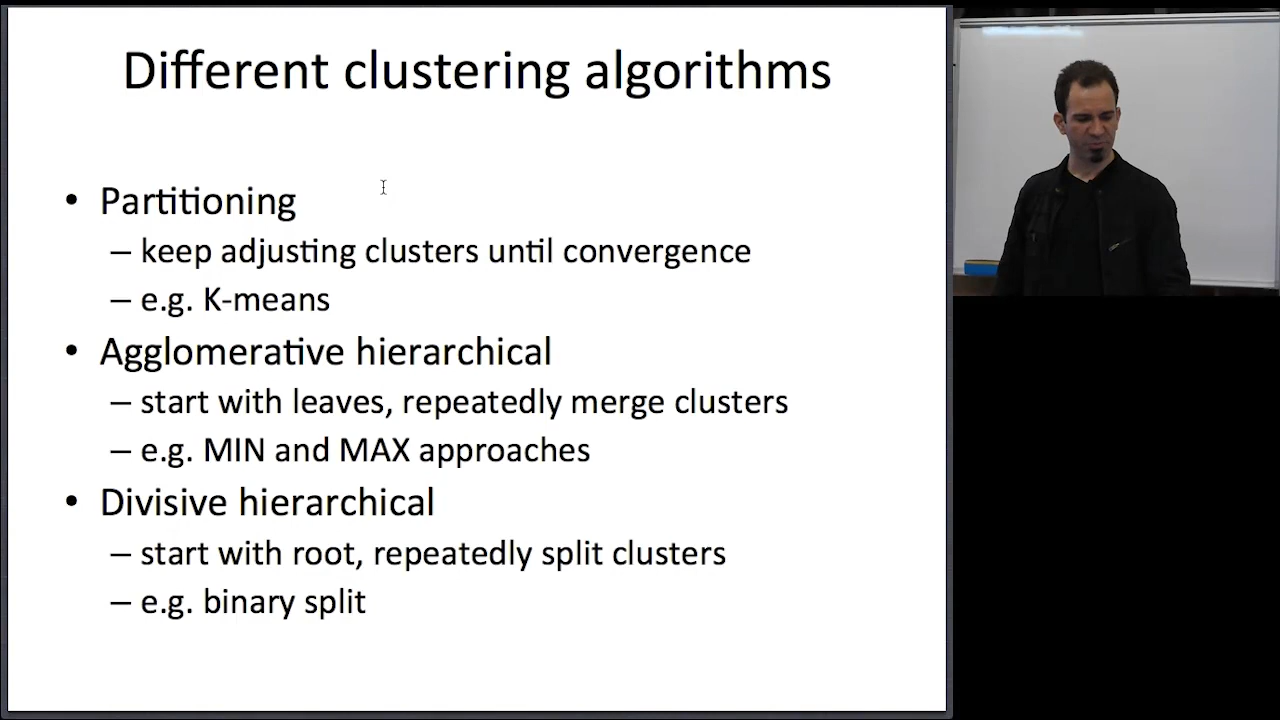 Different clustering algorithms
• Partitioning
– keep adjusting clusters until convergence
– e.g. K-means
• Agglomerative hierarchical
– start with leaves, repeatedly merge clusters
– e.g. MIN and MAX approaches
• Divisive hierarchical
– start with root, repeatedly split clusters
– e.g. binary split